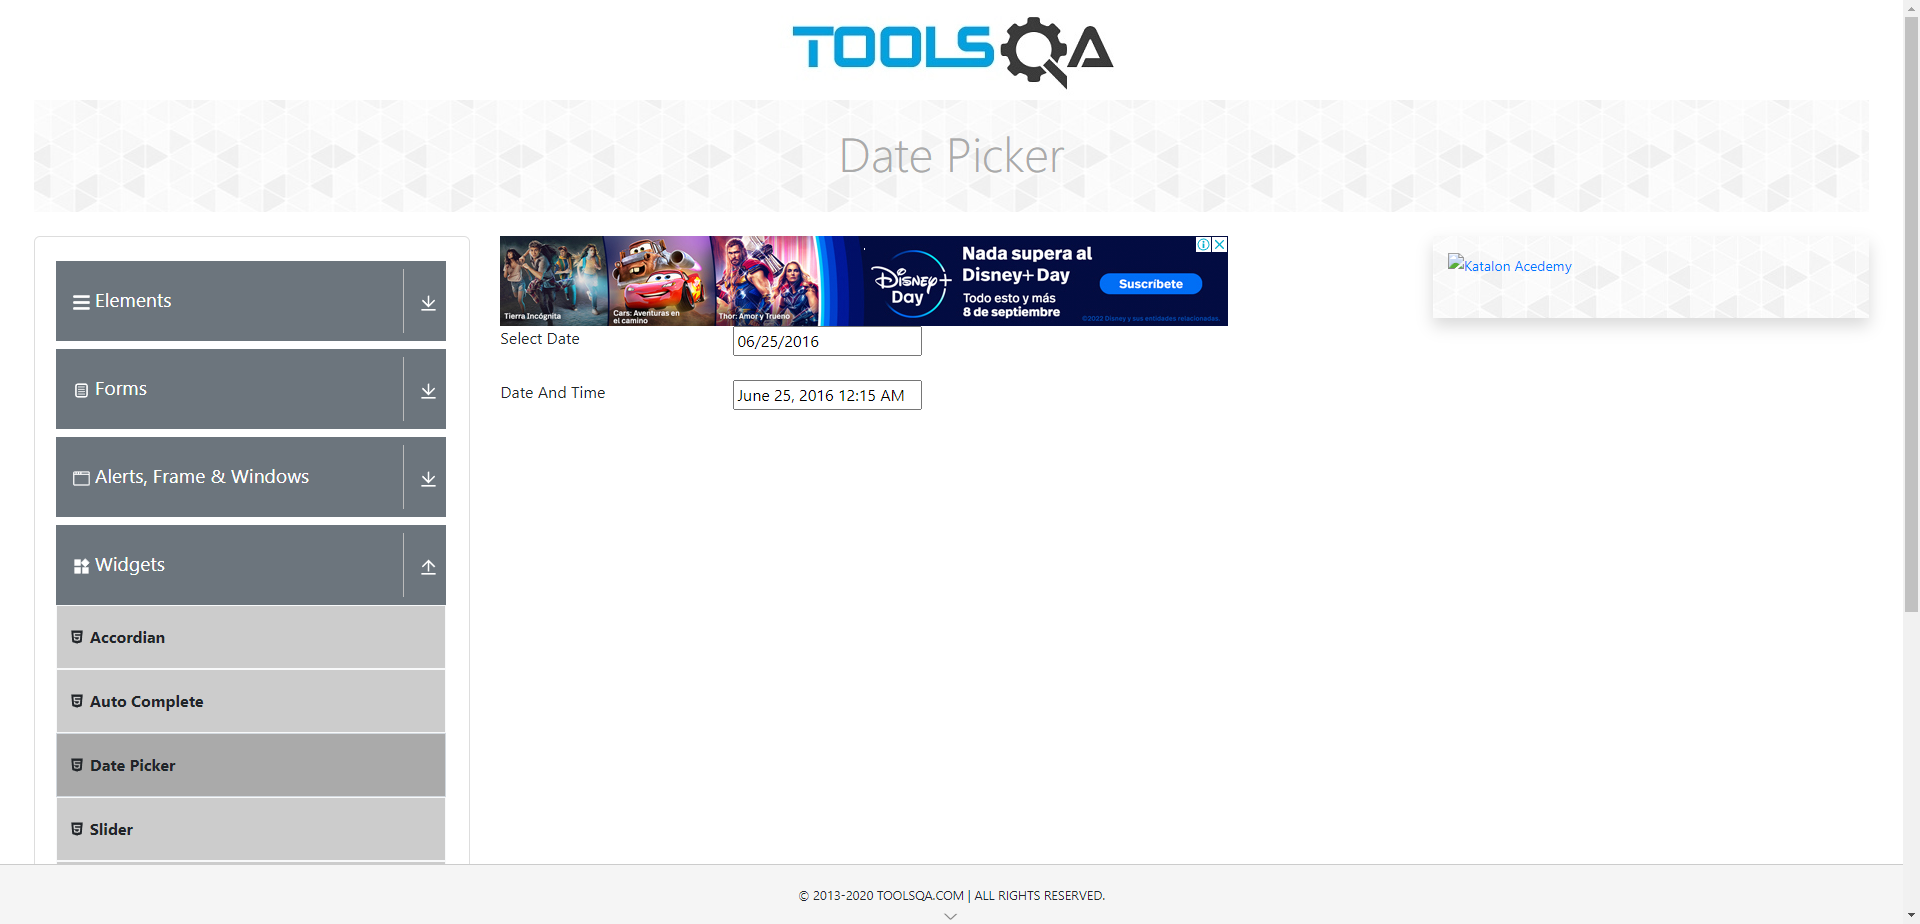 TOOLSQA
Date Picker
Elements
Forms
Alerts, Frame & Windows
Widgets
Accordian
Auto Complete
Date Picker
Slider
Tierra Incógnita
Cars: Aventuras en
el camino
Thor: Amor y Trueno
Disney+
Day
Nada supera al
Disney+ Day
Todo esto y más
8 de septiembre
Suscríbete
©2022 Disney y sus entidades relacionadas.
Select Date
06/25/2016
Date And Time
June 25, 2016 12:15 AM
Katalon Acedemy
© 2013-2020 TOOLSQA.COM | ALL RIGHTS RESERVED.